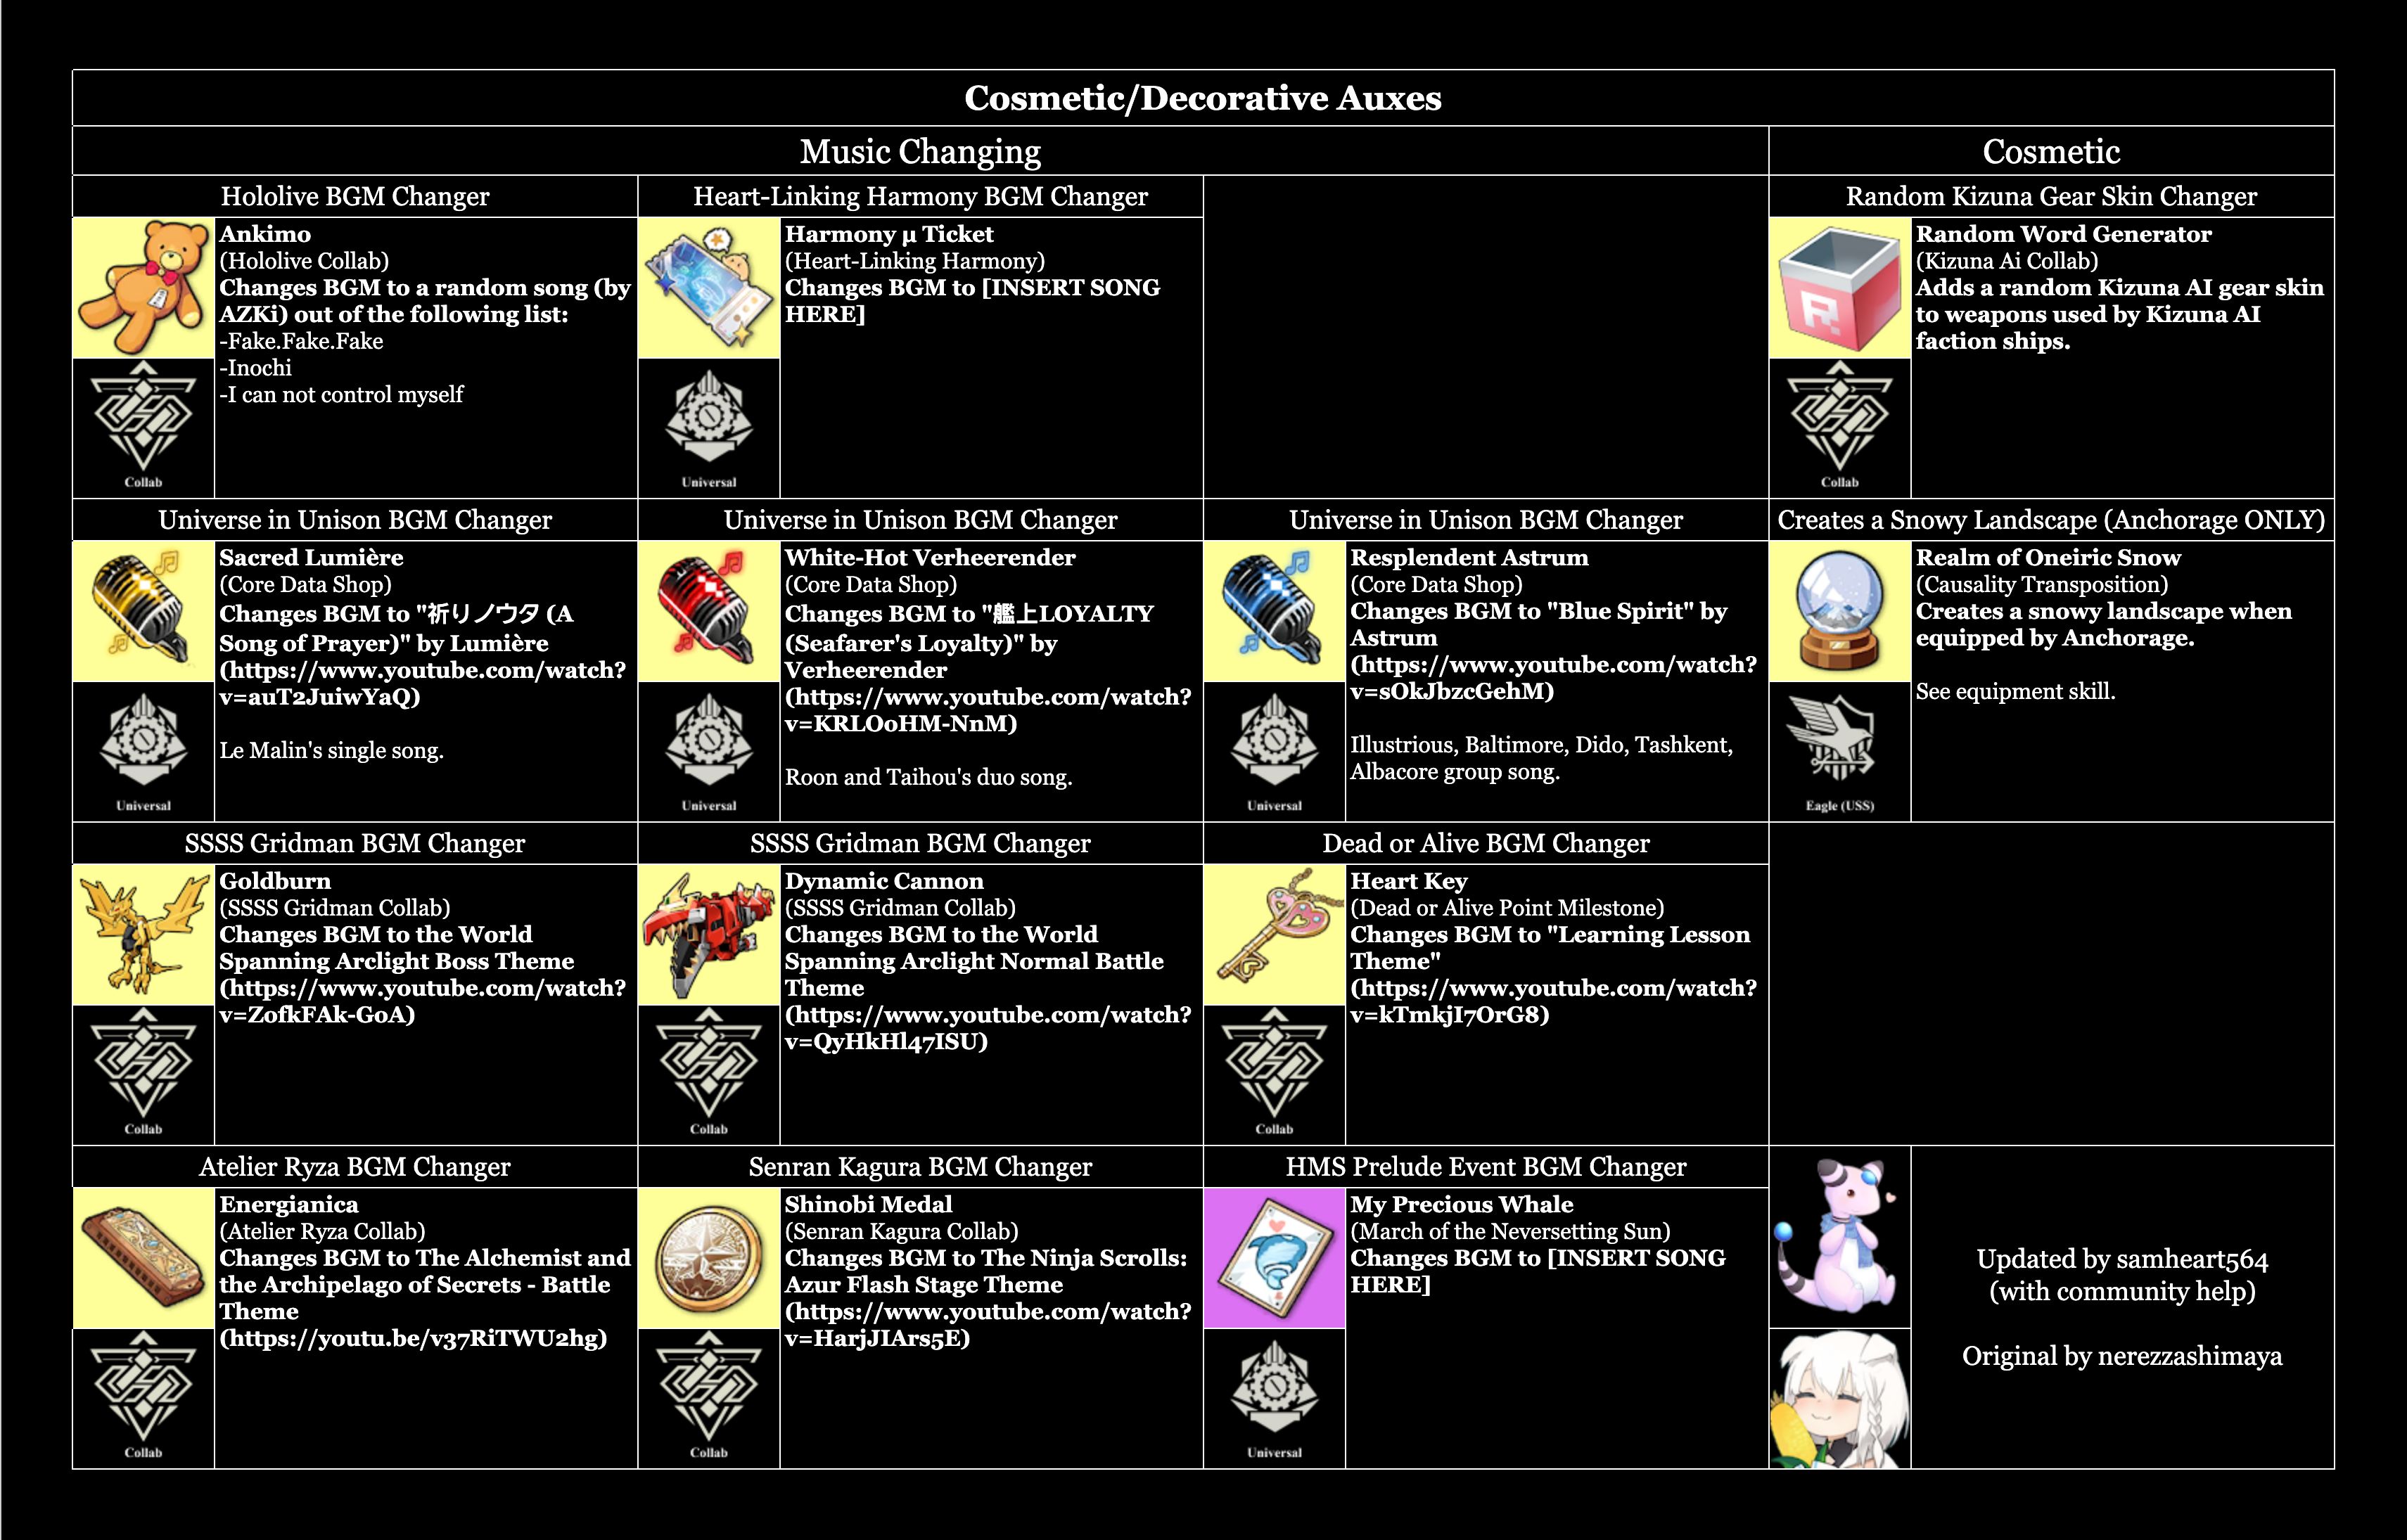 Cosmetic/Decorative Auxes
Music Changing
Cosmetic
Hololive BGM Changer
Ankimo
(Hololive Collab)
Changes BGM to a random song (by
AZKi) out of the following list:
-Fake.Fake.Fake
-Inochi
-I can not control myself
Collab
Heart-Linking Harmony BGM Changer
Harmony μ Ticket
(Heart-Linking Harmony)
Changes BGM to [INSERT SONG
HERE]
Universal
Random Kizuna Gear Skin Changer
R.
Random Word Generator
(Kizuna Ai Collab)
Adds a random Kizuna AI gear skin
to weapons used by Kizuna AI
faction ships.
Collab
Universe in Unison BGM Changer
Sacred Lumière
(Core Data Shop)
Changes BGM to "祈りノウタ (A
Song of Prayer)" by Lumière
(https://www.youtube.com/watch?
v=auT2JuiwYaQ)
Le Malin's single song.
Universal
Universe in Unison BGM Changer
White-Hot Verheerender
(Core Data Shop)
Changes BGM to "艦上LOYALTY
(Seafarer's Loyalty)" by
Verheerender
(https://www.youtube.com/watch?
v=KRLOoHM-NnM)
Roon and Taihou's duo song.
Universal
Universe in Unison BGM Changer
Resplendent Astrum
(Core Data Shop)
Changes BGM to "Blue Spirit" by
Astrum
(https://www.youtube.com/watch?
v=sOkJbzcGehM)
Illustrious, Baltimore, Dido, Tashkent,
Albacore group song.
Universal
Creates a Snowy Landscape (Anchorage ONLY)
Realm of Oneiric Snow
(Causality Transposition)
Creates a snowy landscape when
equipped by Anchorage.
See equipment skill.
Eagle (USS)
SSSS Gridman BGM Changer
Goldburn
(SSSS Gridman Collab)
Changes BGM to the World
Spanning Arclight Boss Theme
(https://www.youtube.com/watch?
v=ZofkFAk-GoA)
Collab
SSSS Gridman BGM Changer
Dynamic Cannon
(SSSS Gridman Collab)
Changes BGM to the World
Spanning Arclight Normal Battle
Theme
(https://www.youtube.com/watch?
v=QyHkHl47ISU)
Collab
Dead or Alive BGM Changer
Heart Key
(Dead or Alive Point Milestone)
Changes BGM to "Learning Lesson
Theme"
(https://www.youtube.com/watch?
v=kTmkjI7OrG8)
Collab
Atelier Ryza BGM Changer
Energianica
(Atelier Ryza Collab)
Changes BGM to The Alchemist and
the Archipelago of Secrets - Battle
Theme
(https://youtu.be/v37RiTWU2hg)
Collab
Senran Kagura BGM Changer
Shinobi Medal
(Senran Kagura Collab)
Changes BGM to The Ninja Scrolls:
Azur Flash Stage Theme
(https://www.youtube.com/watch?
v=HarjJIArs5E)
Collab
HMS Prelude Event BGM Changer
My Precious Whale
(March of the Neversetting Sun)
Changes BGM to [INSERT SONG
HERE]
Universal
Updated by samheart564
(with community help)
Original by nerezzashimaya